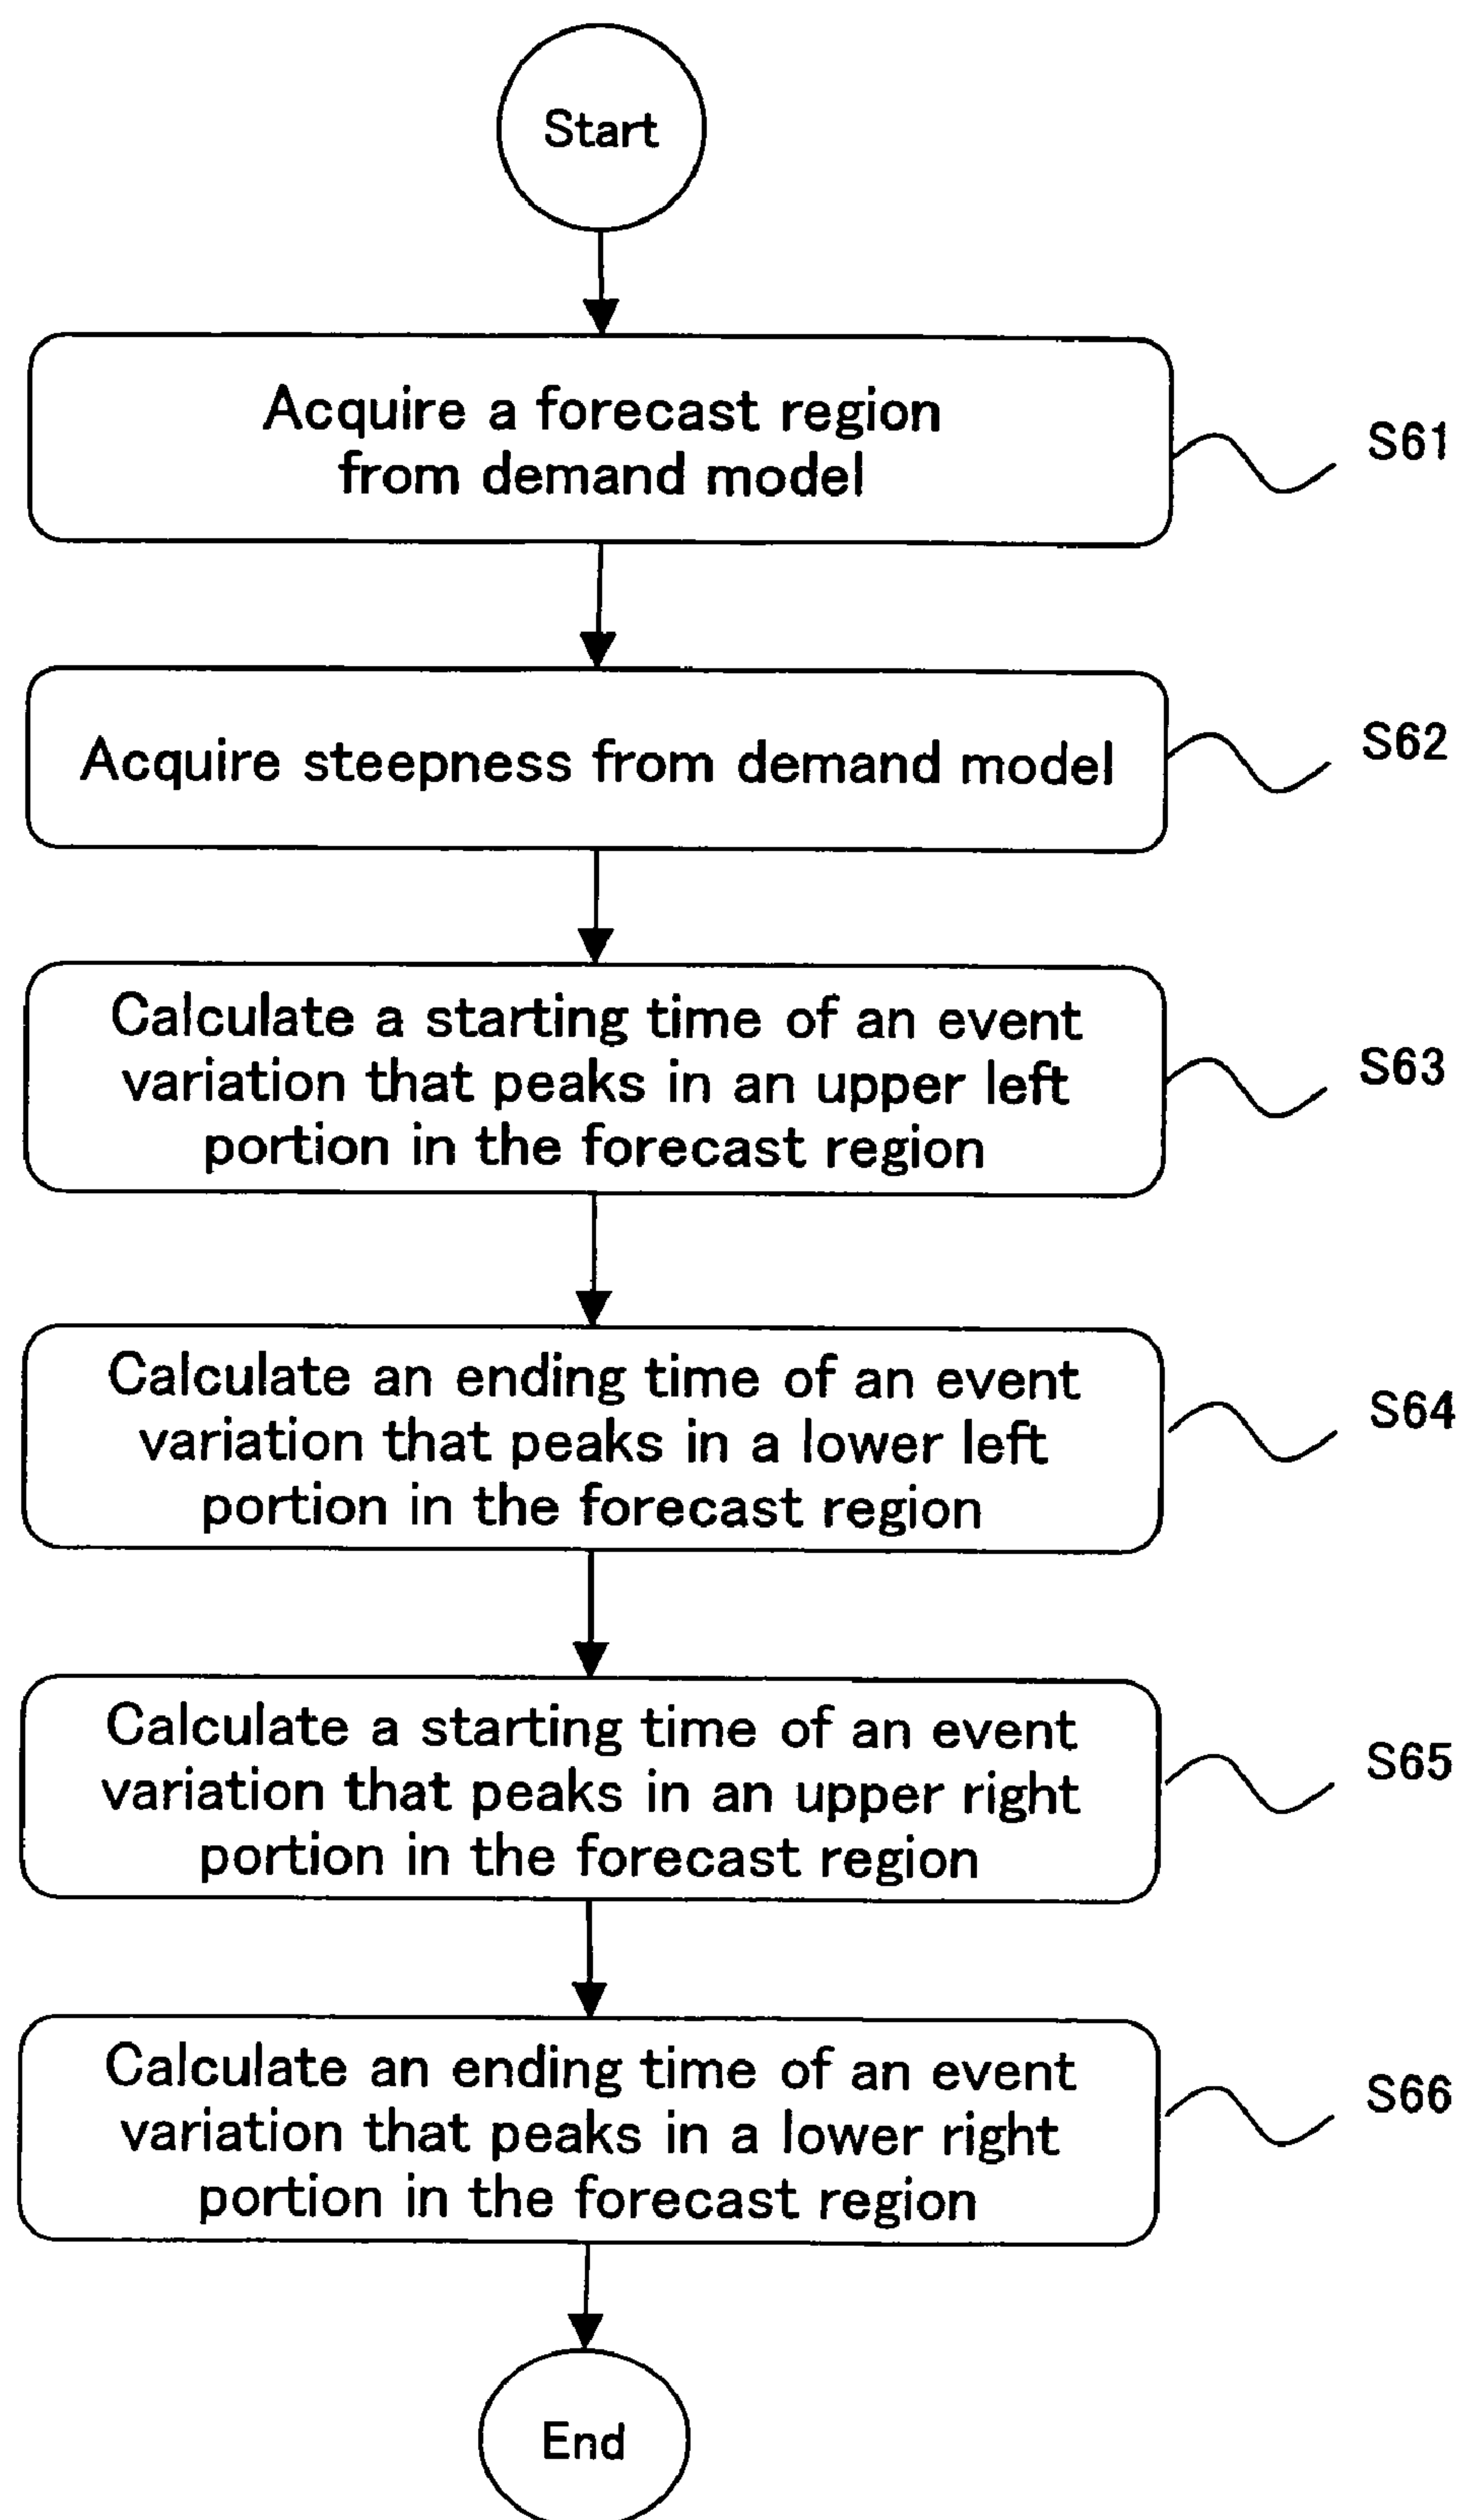 Start
Acquire a forecast region
from demand model
S61
Acquire steepness from demand model
S62
Calculate a starting time of an event
variation that peaks in an upper left
portion in the forecast region
S63
Calculate an ending time of an event
variation that peaks in a lower left
portion in the forecast region
S64
Calculate a starting time of an event
variation that peaks in an upper right
portion in the forecast region
S65
Calculate an ending time of an event
variation that peaks in a lower right
portion in the forecast region
S66
End